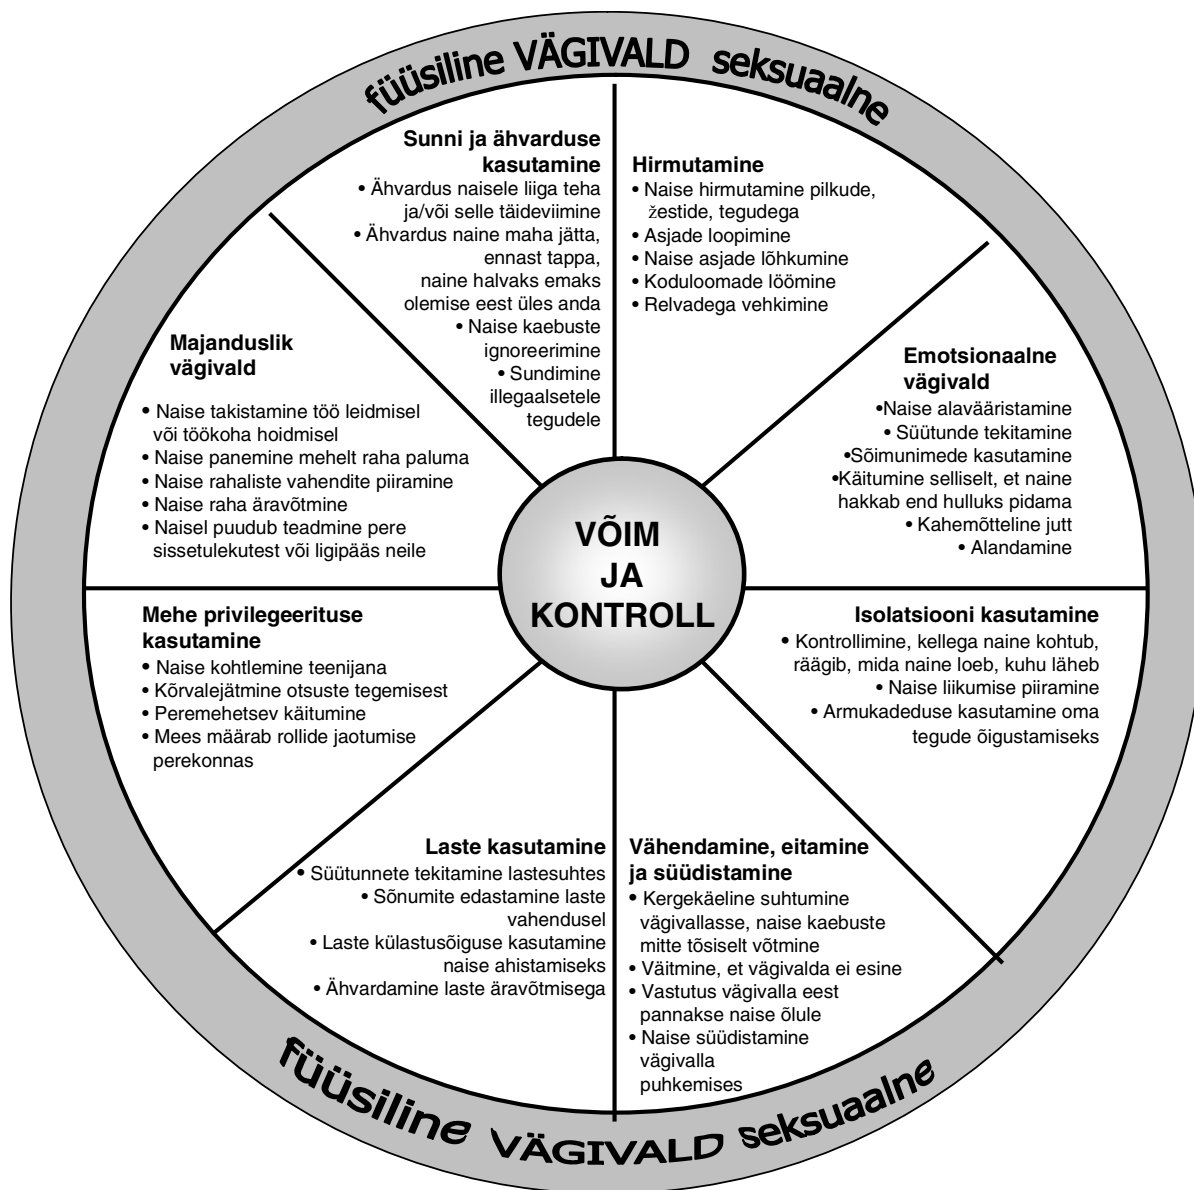 füüsiline VÄGIVALD seksuaalne
Sunni ja ähvarduse
kasutamine
• Ähvardus naisele liiga teha
ja/või selle täideviimine
• Ähvardus naine maha jätta,
ennast tappa,
naine halvaks emaks
olemise eest üles anda
• Naise kaebuste
ignoreerimine
• Sundimine
illegaalsetele
tegudele
Hirmutamine
• Naise hirmutamine pilkude,
žestide, tegudega
• Asjade loopimine
• Naise asjade lõhkumine
• Koduloomade löömine
• Relvadega vehkimine
Majanduslik
vägivald
• Naise takistamine töö leidmisel
või töökoha hoidmisel
• Naise panemine mehelt raha paluma
• Naise rahaliste vahendite piiramine
• Naise raha äravõtmine
• Naisel puudub teadmine pere
sissetulekutest või ligipääs neile
Emotsionaalne
vägivald
•Naise alavääristamine
• Süütunde tekitamine
•Sõimunimede kasutamine
•Käitumine selliselt, et naine
hakkab end hulluks pidama
• Kahemõtteline jutt
• Alandamine
VÕIM
JA
KONTROLL
Mehe privilegeerituse
kasutamine
• Naise kohtlemine teenijana
• Kõrvalejätmine otsuste tegemisest
• Peremehetsev käitumine
• Mees määrab rollide jaotumise
perekonnas
Isolatsiooni kasutamine
• Kontrollimine, kellega naine kohtub,
räägib, mida naine loeb, kuhu läheb
• Naise liikumise piiramine
• Armukadeduse kasutamine oma
tegude õigustamiseks
Laste kasutamine
• Süütunnete tekitamine lastesuhtes
• Sõnumite edastamine laste
vahendusel
• Laste külastusõiguse kasutamine
naise ahistamiseks
• Ähvardamine laste äravõtmisega
Vähendamine, eitamine
ja süüdistamine
• Kergekäeline suhtumine
vägivallasse, naise kaebuste
mitte tõsiselt võtmine
• Väitmine, et vägivalda ei esine
• Vastutus vägivalla eest
pannakse naise õlule
• Naise süüdistamine
vägivalla
puhkemises
füüsiline VÄGIVALD seksuaalne